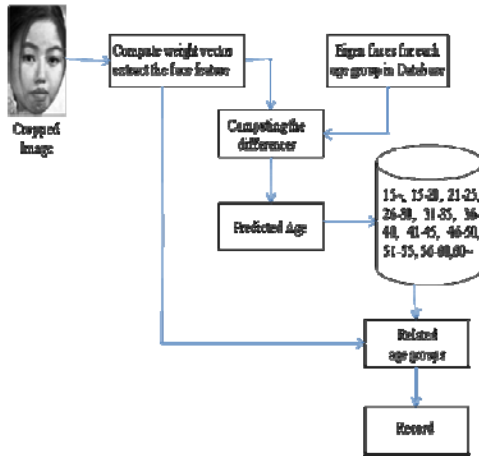 Cropped
Image
Compute weight vector
extract the face feature
Eigen faces for each
age group in Database
Computing the
differences
Predicted Age
15~, 15-20, 21-25,
26-30, 31-35, 36-
40, 41-45, 46-50,
51-55, 56-60,60~
Related
age groups
Record